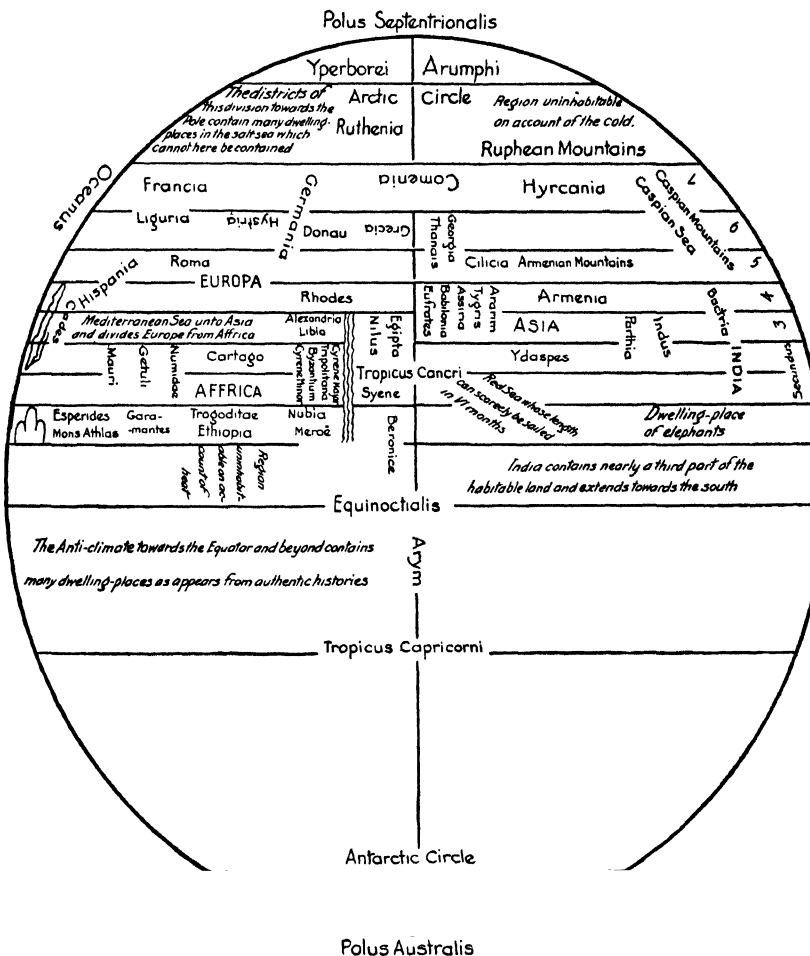 Polus Septentrionalis
Yperborei
Arumphi
The districts of
this division towards the
Pole contain many dwelling-
places in the salt sea which
cannot here be contained
Arctic
Circle
Ruthenia
Region uninhabitable
on account of the cold.
Ruphean Mountains
Oceanus
Francia
Germania
Comenia
Hyrcania
Caspian Mountains
Caspian Sea
7
Liguria
Hystria
Donau
Grecia
Georgia
Thanais
6
Hispania
Roma
Cilicia
Armenian Mountains
5
EUROPA
Gades
Rhodes
Eufrates
Babilonia
Assiria
Tygris
Aranim
Armenia
Bactria
4
Mediterranean Sea unto Asia
and divides Europe from Affrica
Alexandria
Libia
Nilus
Egipta
ASIA
Parthia
Indus
3
Mauri
Getuli
Numidae
Cartago
Cyrene Minor
Byzantium
Tripolitania
Cyrene Major
Ydaspes
INDIA
Tropicus Cancri
AFFRICA
Syene
Red Sea whose length
can scarcely be sailed
in VI months
Esperides
Mons Athlas
Gara-
-mantes
Trogoditae
Ethiopia
Nubia
Meroë
Beronice
Dwelling-place
of elephants
Region
uninhabit-
able on ac-
count of
heat
India contains nearly a third part of the
habitable land and extends towards the south
Equinoctialis
The Anti-climate towards the Equator and beyond contains
many dwelling-places as appears from authentic histories
Arym
Tropicus Capricorni
Antarctic Circle
Polus Australis